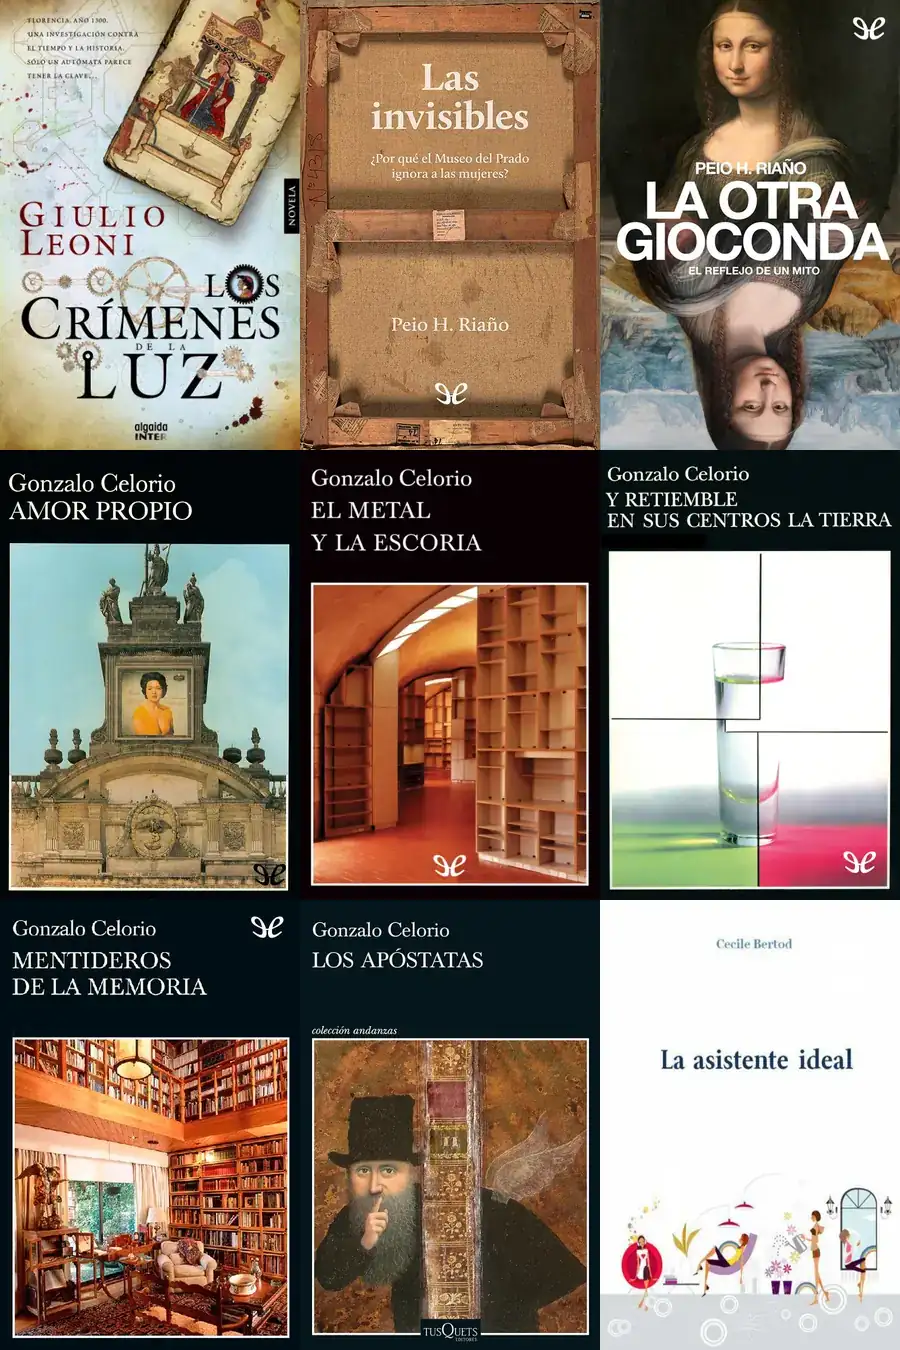 FLORENCIA, AÑO 1300.
UNA INVESTIGACIÓN CONTRA
EL TIEMPO Y LA HISTORIA.
SÓLO UN AUTÓMATA PARECE
TENER LA CLAVE...
GIULIO
LEONI
NOVELA
LOS
CRÍMENES
DE LA
LUZ
algaida
INTER
Las
invisibles
¿Por qué el Museo del Prado
ignora a las mujeres?
Peio H. Riaño
PEIO H. RIAÑO
LA OTRA
GIOCONDA
EL REFLEJO DE UN MITO
Gonzalo Celorio
AMOR PROPIO
Gonzalo Celorio
EL METAL
Y LA ESCORIA
Gonzalo Celorio
Y RETIEMBLE
EN SUS CENTROS LA TIERRA
Gonzalo Celorio
MENTIDEROS
DE LA MEMORIA
Gonzalo Celorio
LOS APÓSTATAS
colección andanzas
II
TUSQUETS
EDITORES
Cecile Bertod
La asistente ideal